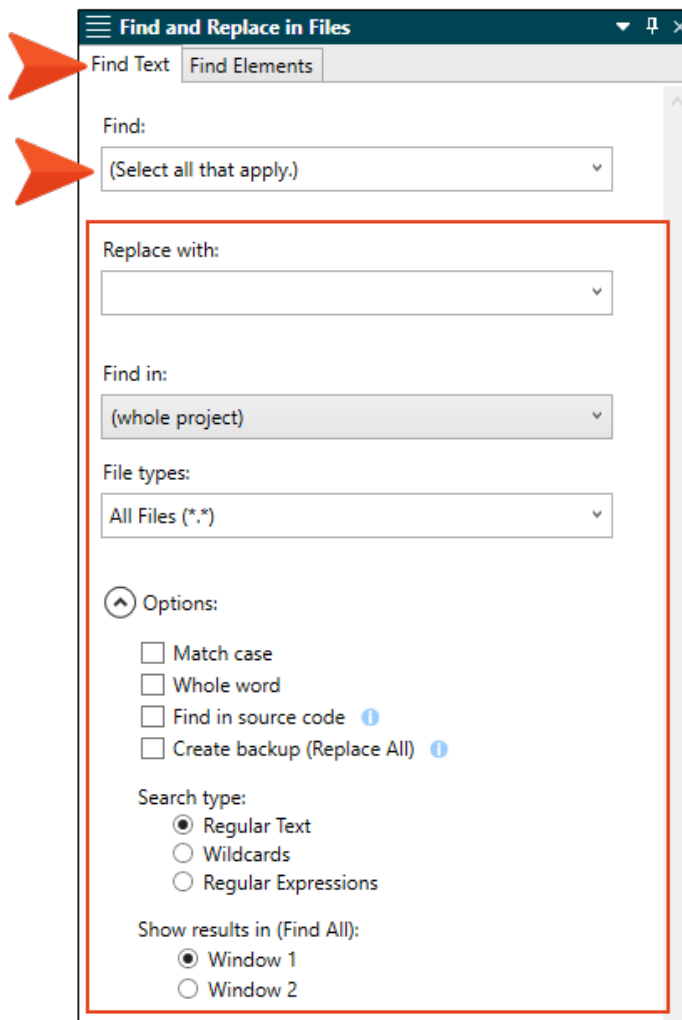 Find and Replace in Files
Find Text Find Elements
Find:
(Select all that apply.)
Replace with:
Find in:
(whole project)
File types:
All Files (*.*)
Options:
Match case
Whole word
Find in source code
Create backup (Replace All)
Search type:
Regular Text
Wildcards
Regular Expressions
Show results in (Find All):
Window 1
Window 2